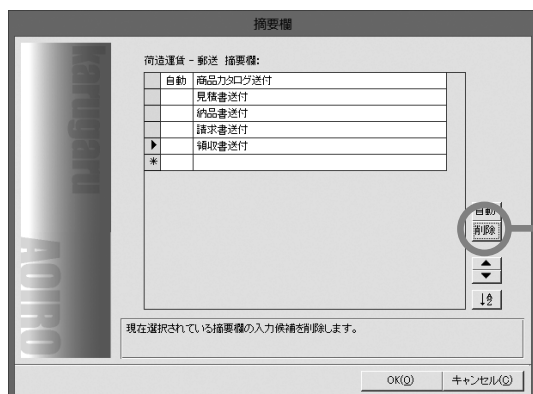 摘要欄
karugaru
AOIRO
荷造運賃 - 郵送 摘要欄:
自動 商品カタログ送付
見積書送付
納品書送付
請求書送付
領収書送付
*
自動
削除
現在選択されている摘要欄の入力候補を削除します。
OK(O) キャンセル(C)